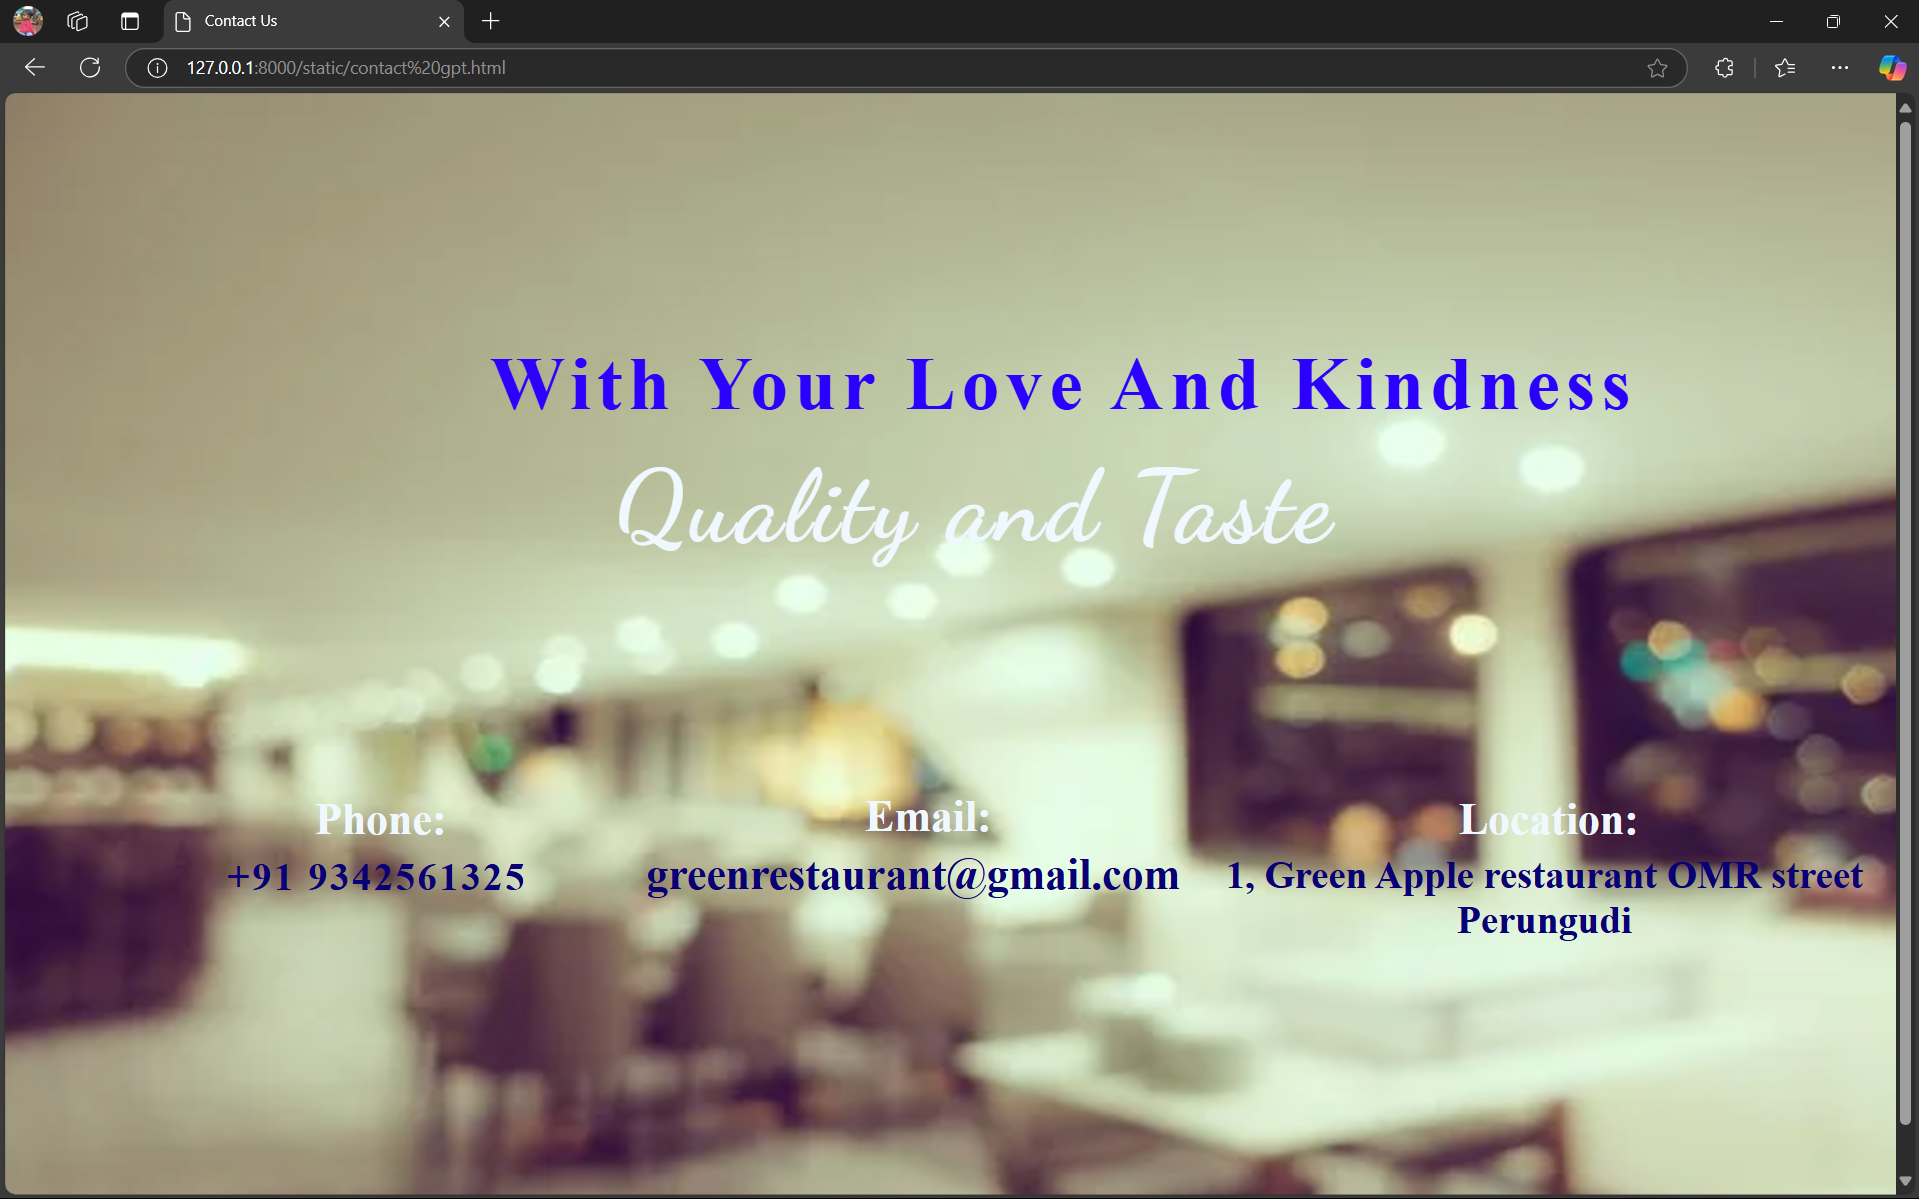 Contact Us
127.0.0.1:8000/static/contact%20gpt.html
With Your Love And Kindness
Quality and Taste
Phone:
+91 9342561325
Email:
greenrestaurant@gmail.com
Location:
1, Green Apple restaurant OMR street
Perungudi